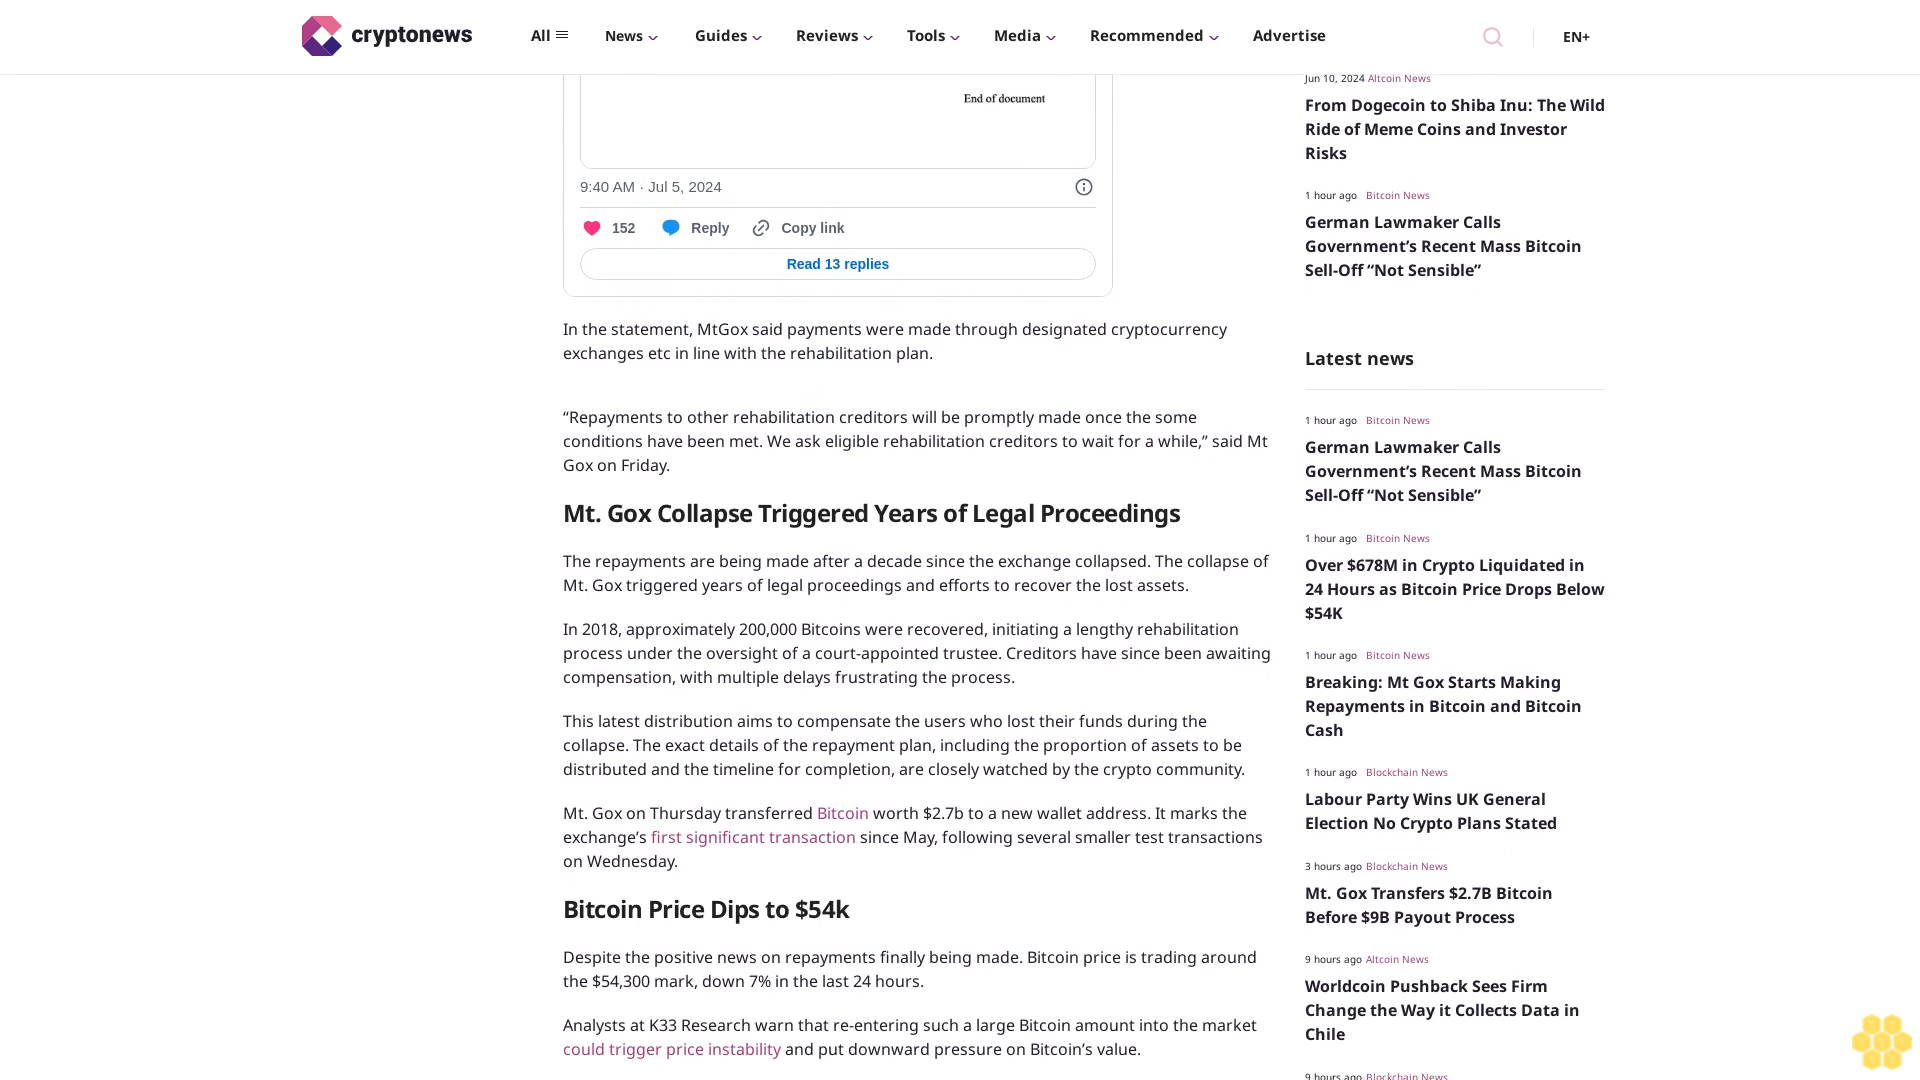 cryptonews
All
News
Guides
Reviews
Tools
Media
Recommended
Advertise
EN+
End of document
9:40 AM · Jul 5, 2024
152
Reply
Copy link
Read 13 replies
In the statement, MtGox said payments were made through designated cryptocurrency
exchanges etc in line with the rehabilitation plan.
“Repayments to other rehabilitation creditors will be promptly made once the some
conditions have been met. We ask eligible rehabilitation creditors to wait for a while,” said Mt
Gox on Friday.
Mt. Gox Collapse Triggered Years of Legal Proceedings
The repayments are being made after a decade since the exchange collapsed. The collapse of
Mt. Gox triggered years of legal proceedings and efforts to recover the lost assets.
In 2018, approximately 200,000 Bitcoins were recovered, initiating a lengthy rehabilitation
process under the oversight of a court-appointed trustee. Creditors have since been awaiting
compensation, with multiple delays frustrating the process.
This latest distribution aims to compensate the users who lost their funds during the
collapse. The exact details of the repayment plan, including the proportion of assets to be
distributed and the timeline for completion, are closely watched by the crypto community.
Mt. Gox on Thursday transferred Bitcoin worth $2.7b to a new wallet address. It marks the
exchange’s first significant transaction since May, following several smaller test transactions
on Wednesday.
Bitcoin Price Dips to $54k
Despite the positive news on repayments finally being made. Bitcoin price is trading around
the $54,300 mark, down 7% in the last 24 hours.
Analysts at K33 Research warn that re-entering such a large Bitcoin amount into the market
could trigger price instability and put downward pressure on Bitcoin’s value.
Jun 10, 2024 Altcoin News
From Dogecoin to Shiba Inu: The Wild
Ride of Meme Coins and Investor
Risks
1 hour ago Bitcoin News
German Lawmaker Calls
Government’s Recent Mass Bitcoin
Sell-Off “Not Sensible”
Latest news
1 hour ago Bitcoin News
German Lawmaker Calls
Government’s Recent Mass Bitcoin
Sell-Off “Not Sensible”
1 hour ago Bitcoin News
Over $678M in Crypto Liquidated in
24 Hours as Bitcoin Price Drops Below
$54K
1 hour ago Bitcoin News
Breaking: Mt Gox Starts Making
Repayments in Bitcoin and Bitcoin
Cash
1 hour ago Blockchain News
Labour Party Wins UK General
Election No Crypto Plans Stated
3 hours ago Blockchain News
Mt. Gox Transfers $2.7B Bitcoin
Before $9B Payout Process
9 hours ago Altcoin News
Worldcoin Pushback Sees Firm
Change the Way it Collects Data in
Chile
9 hours ago Blockchain News